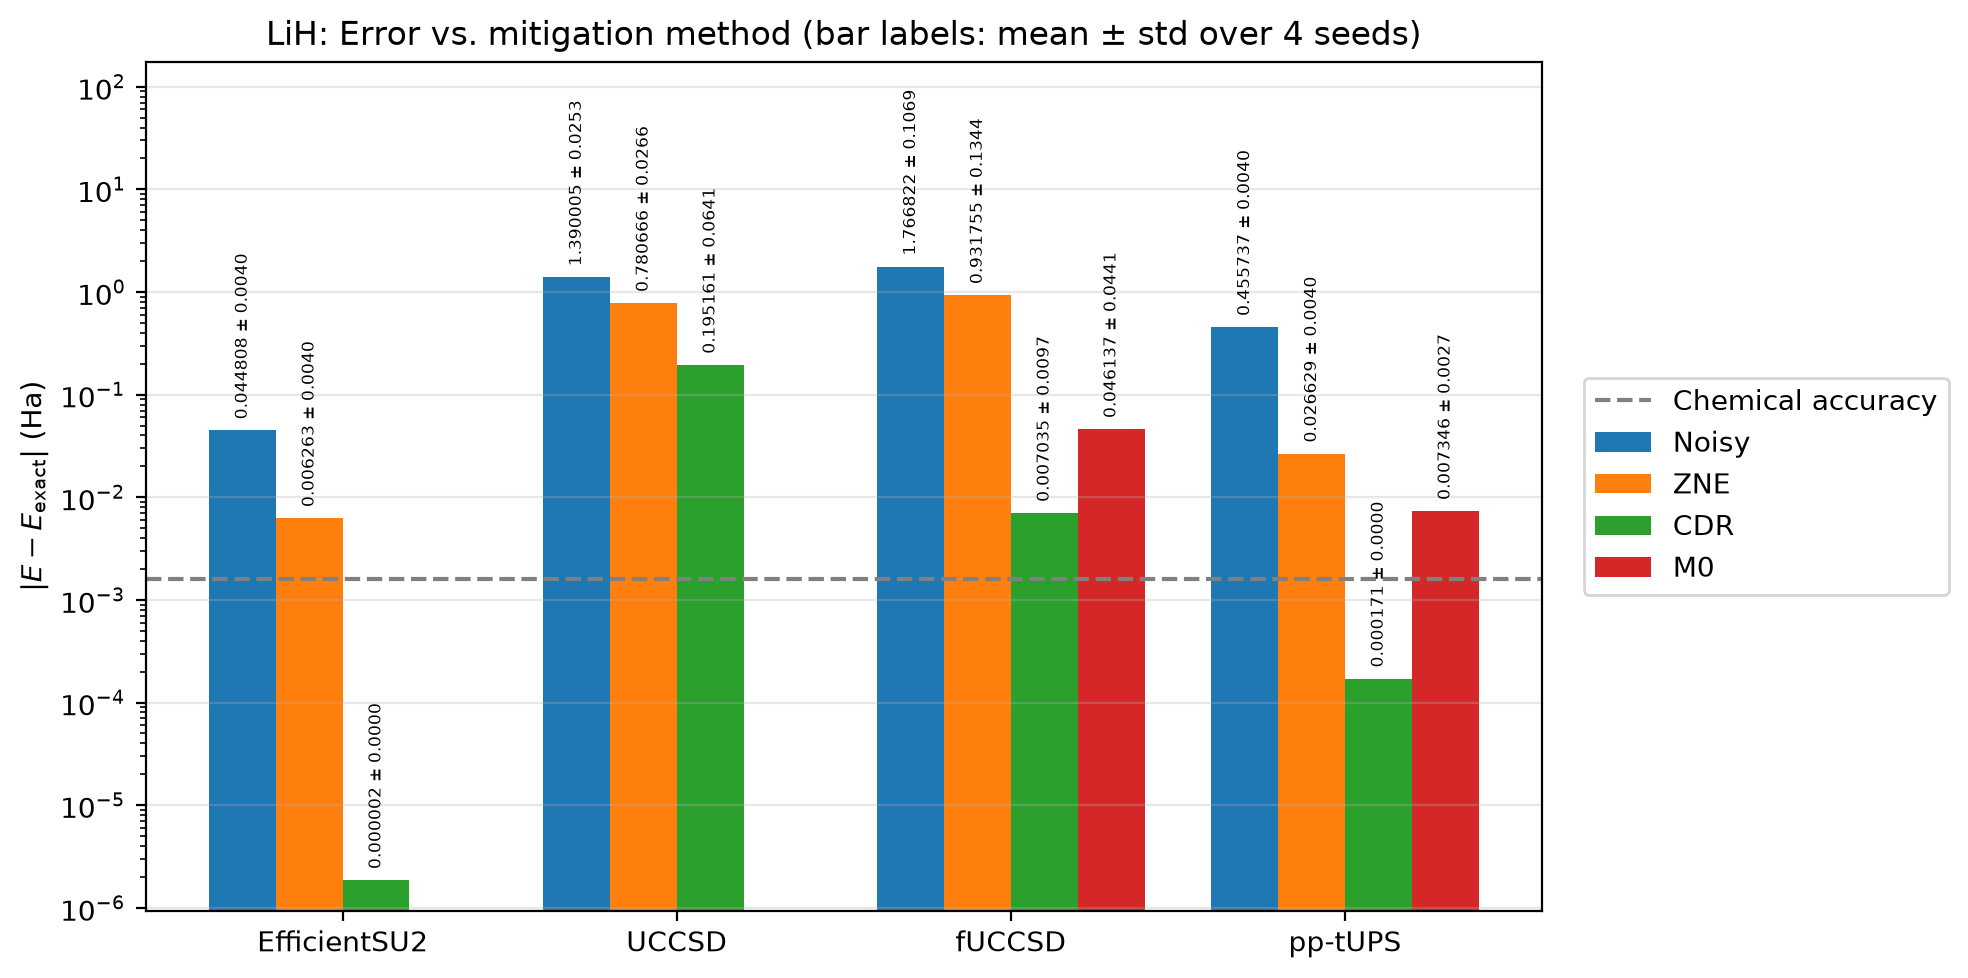 LiH: Error vs. mitigation method (bar labels: mean ± std over 4 seeds)
|E − E_exact| (Ha)
10²
10¹
10⁰
10⁻¹
10⁻²
10⁻³
10⁻⁴
10⁻⁵
10⁻⁶
0.044808 ± 0.0040
0.006263 ± 0.0040
0.000002 ± 0.0000
1.390005 ± 0.0253
0.780666 ± 0.0266
0.195161 ± 0.0641
1.766822 ± 0.1069
0.931755 ± 0.1344
0.007035 ± 0.0097
0.046137 ± 0.0441
0.455737 ± 0.0040
0.026629 ± 0.0040
0.000171 ± 0.0000
0.007346 ± 0.0027
EfficientSU2
UCCSD
fUCCSD
pp-tUPS
Chemical accuracy
Noisy
ZNE
CDR
M0